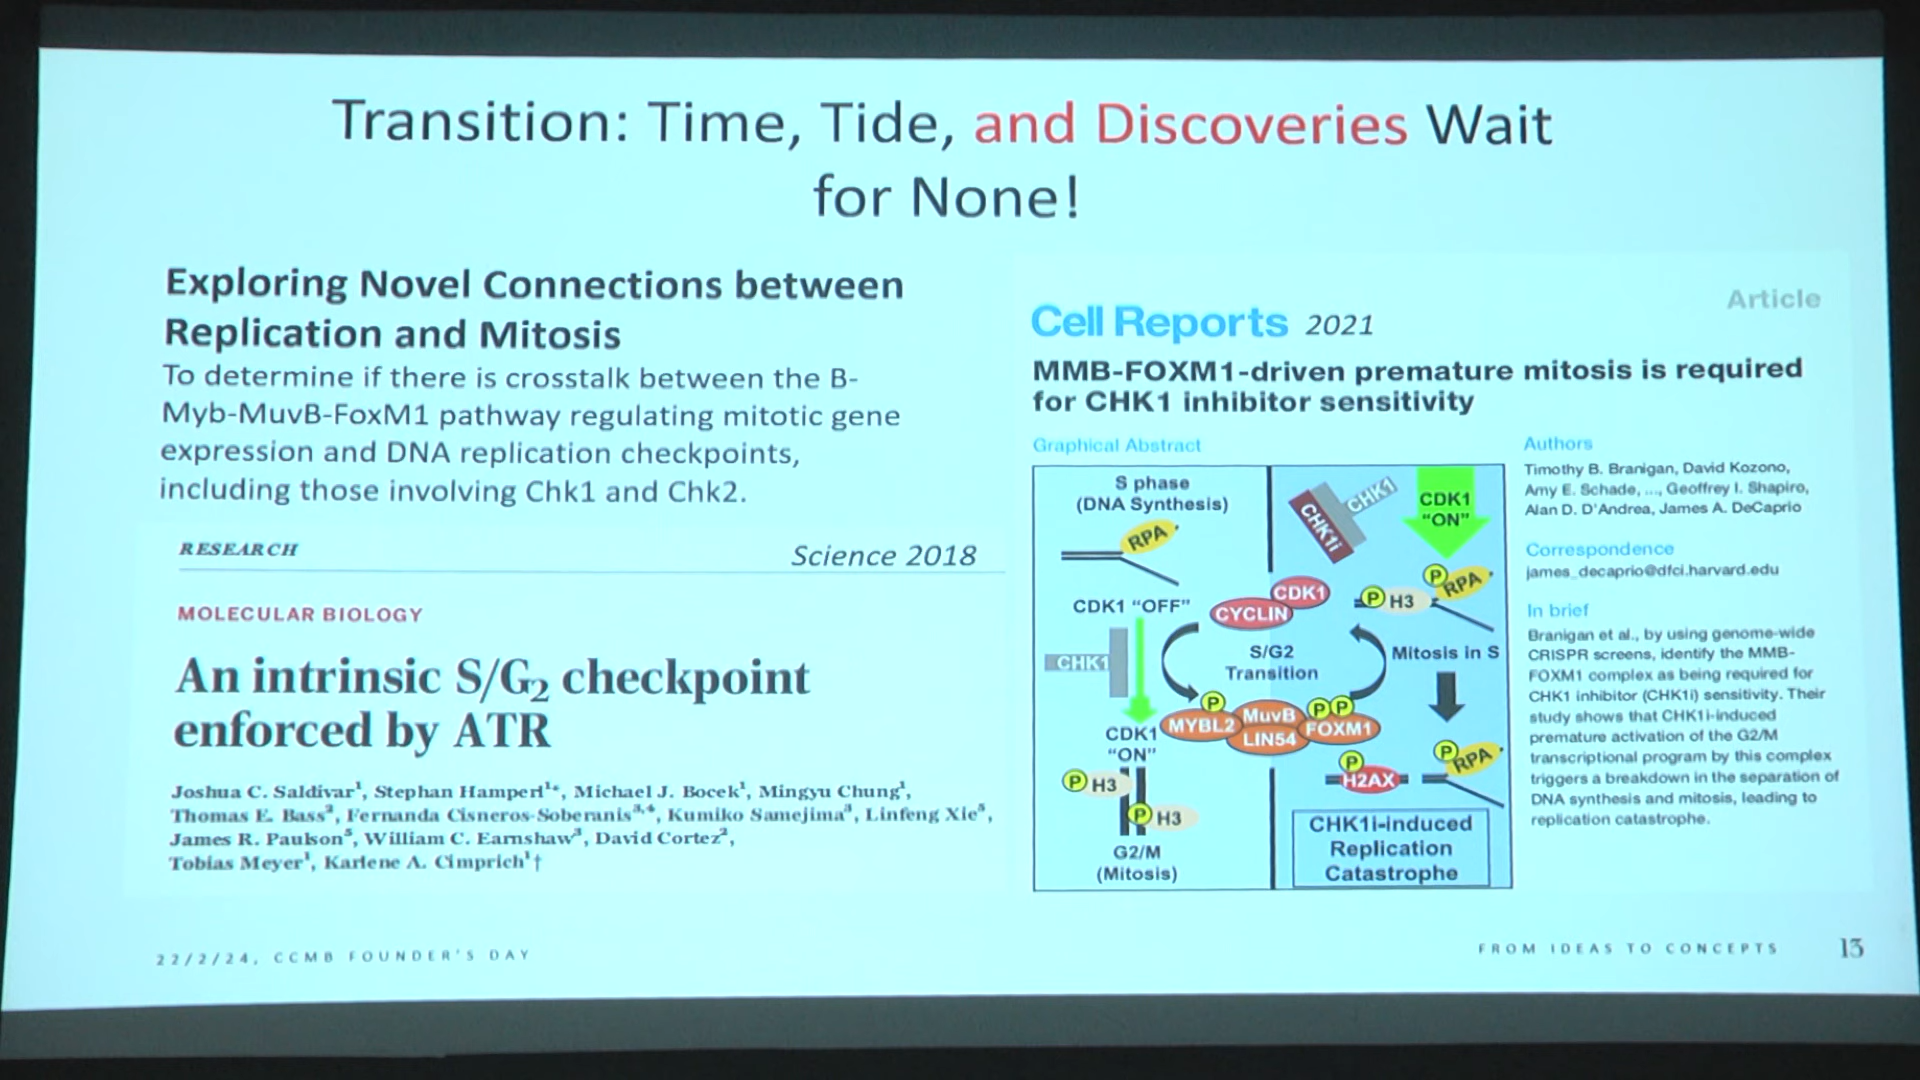 Transition: Time, Tide, and Discoveries Wait
for None!
Exploring Novel Connections between
Replication and Mitosis
To determine if there is crosstalk between the B-
Myb-MuvB-FoxM1 pathway regulating mitotic gene
expression and DNA replication checkpoints,
including those involving Chk1 and Chk2.
RESEARCH
Science 2018
MOLECULAR BIOLOGY
An intrinsic S/G2 checkpoint
enforced by ATR
Joshua C. Saldivar1, Stephan Hamperl1*, Michael J. Bocek1, Mingyu Chung1,
Thomas E. Bass2, Fernanda Cisneros-Soberanis3,4, Kumiko Samejima3, Linfeng Xie5,
James R. Paulson5, William C. Earnshaw3, David Cortez2,
Tobias Meyer1, Karlene A. Cimprich1†
Article
Cell Reports 2021
MMB-FOXM1-driven premature mitosis is required
for CHK1 inhibitor sensitivity
Graphical Abstract
S phase
(DNA Synthesis)
RPA
CDK1 "OFF"
CHK1
CDK1
"ON"
P H3
P H3
G2/M
(Mitosis)
CYCLIN CDK1
S/G2
Transition
P
P P
MYBL2 MuvB LIN54 FOXM1
CHK1
CHK1i
CDK1
"ON"
P H3
P RPA
Mitosis in S
P H2AX
P RPA
CHK1i-induced
Replication
Catastrophe
Authors
Timothy B. Branigan, David Kozono,
Amy E. Schade, ..., Geoffrey I. Shapiro,
Alan D. D'Andrea, James A. DeCaprio
Correspondence
james_decaprio@dfci.harvard.edu
In brief
Branigan et al., by using genome-wide
CRISPR screens, identify the MMB-
FOXM1 complex as being required for
CHK1 inhibitor (CHK1i) sensitivity. Their
study shows that CHK1i-induced
premature activation of the G2/M
transcriptional program by this complex
triggers a breakdown in the separation of
DNA synthesis and mitosis, leading to
replication catastrophe.
22/2/24, CCMB FOUNDER'S DAY
FROM IDEAS TO CONCEPTS
13